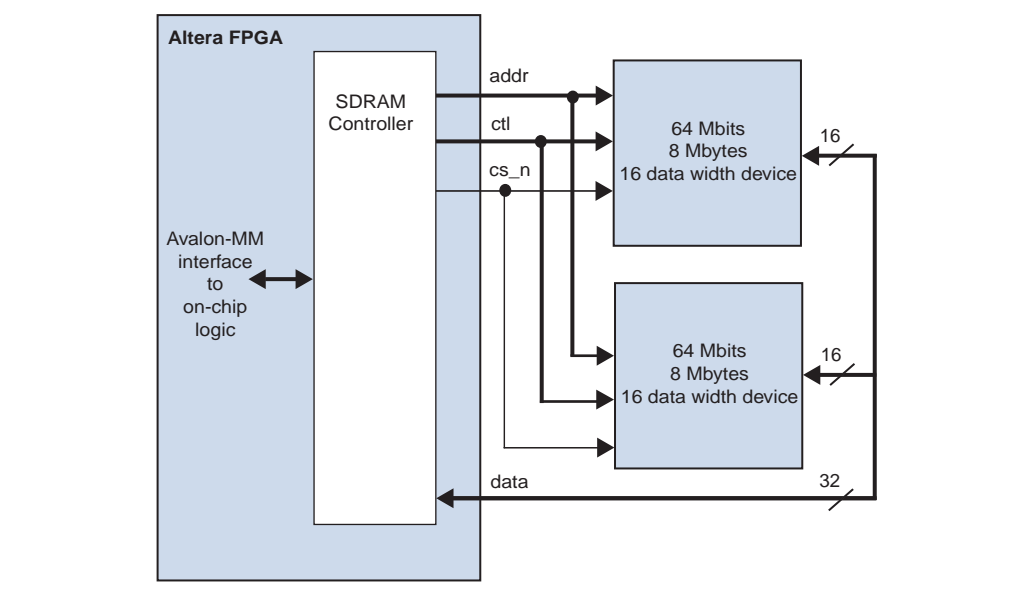 Altera FPGA
SDRAM
Controller
addr
ctl
cs_n
64 Mbits
8 Mbytes
16 data width device
16
Avalon-MM
interface
to
on-chip
logic
64 Mbits
8 Mbytes
16 data width device
16
data
32